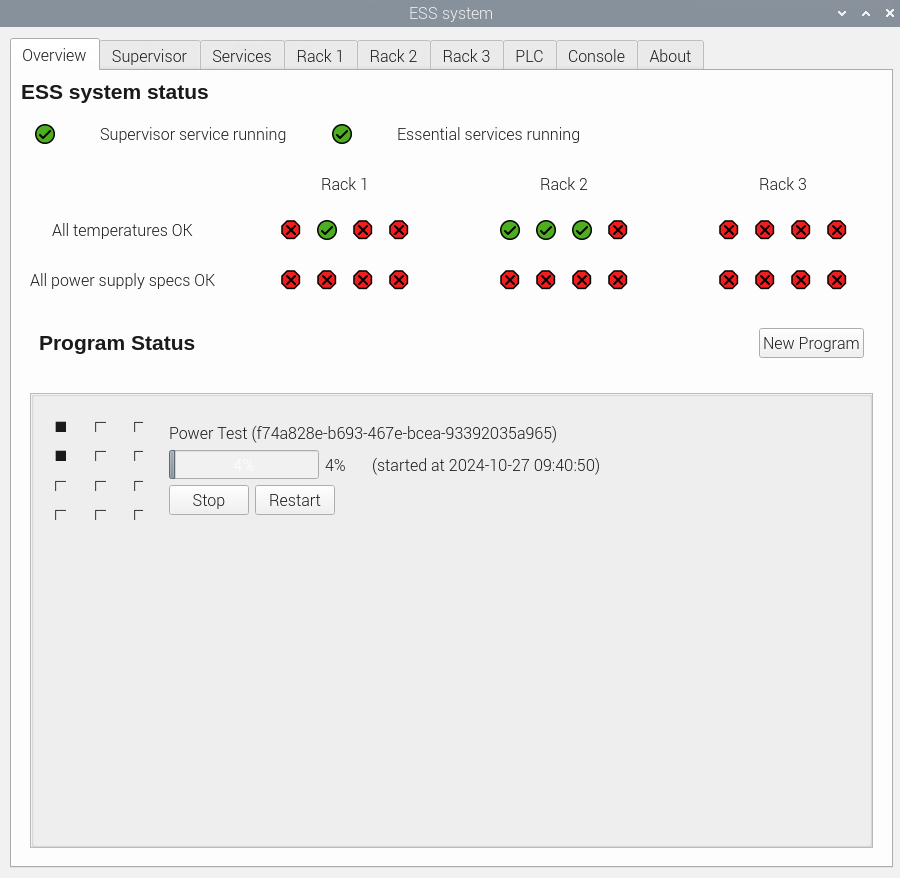 ESS system
Overview Supervisor Services Rack 1 Rack 2 Rack 3 PLC Console About
ESS system status
Supervisor service running Essential services running
Rack 1 Rack 2 Rack 3
All temperatures OK
All power supply specs OK
Program Status New Program
Power Test (f74a828e-b693-467e-bcea-93392035a965)
4% 4% (started at 2024-10-27 09:40:50)
Stop Restart